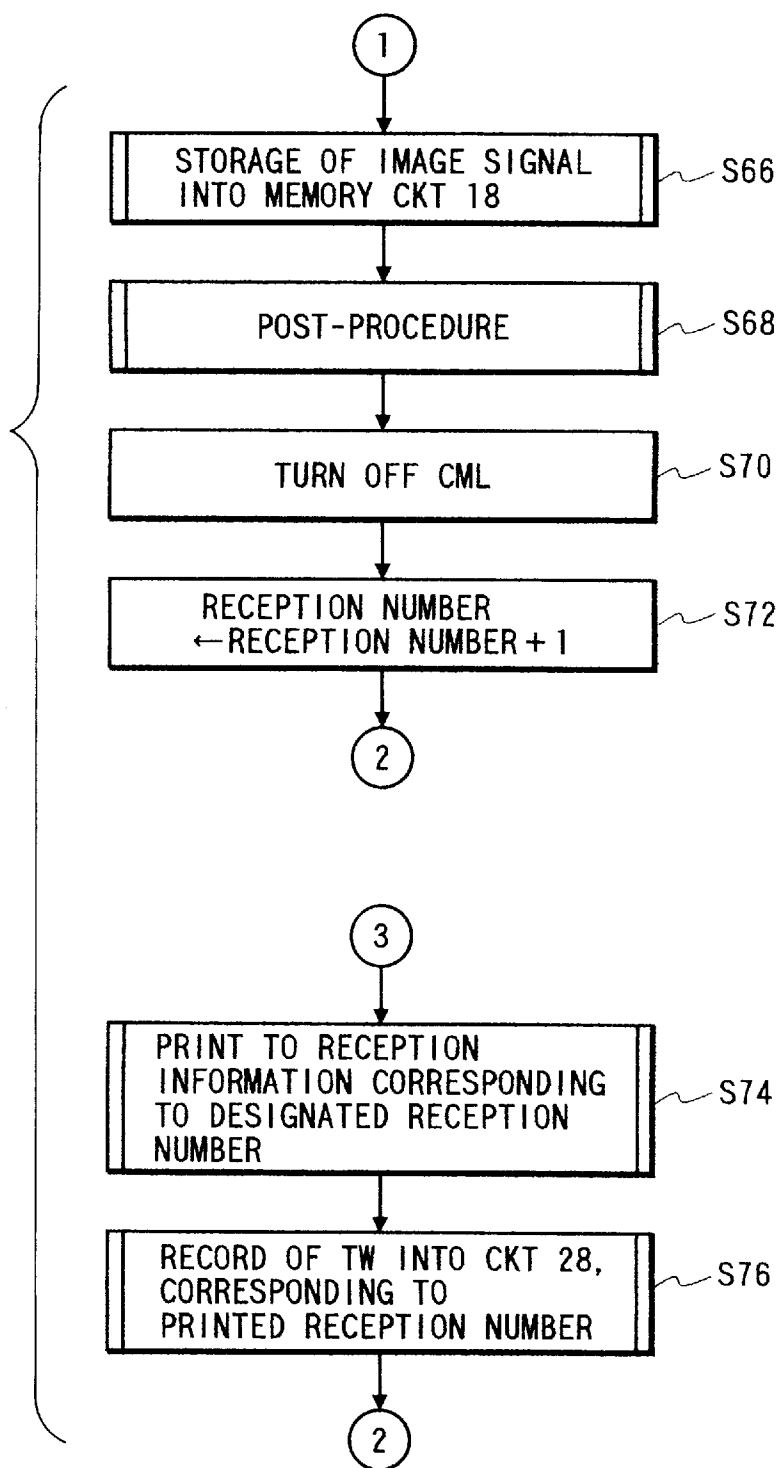 1
STORAGE OF IMAGE SIGNAL
INTO MEMORY CKT 18
S66
POST-PROCEDURE
S68
TURN OFF CML
S70
RECEPTION NUMBER
←RECEPTION NUMBER+1
S72
2
3
PRINT TO RECEPTION
INFORMATION CORRESPONDING
TO DESIGNATED RECEPTION
NUMBER
S74
RECORD OF TW INTO CKT 28,
CORRESPONDING TO
PRINTED RECEPTION NUMBER
S76
2